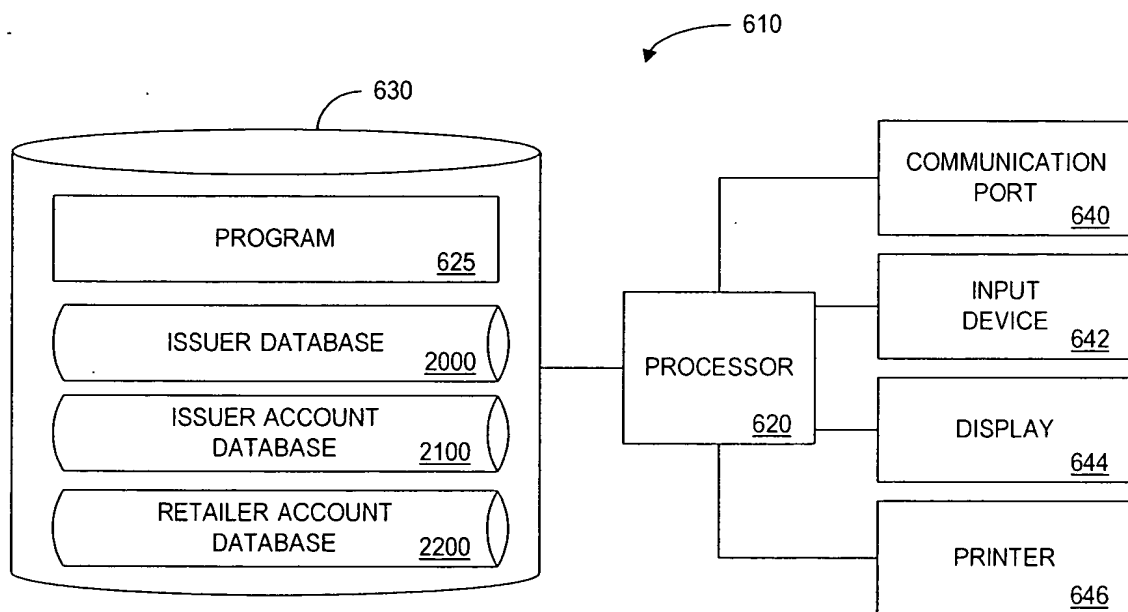 610
630
PROGRAM
625
ISSUER DATABASE
2000
ISSUER ACCOUNT
DATABASE
2100
RETAILER ACCOUNT
DATABASE
2200
PROCESSOR
620
COMMUNICATION
PORT
640
INPUT
DEVICE
642
DISPLAY
644
PRINTER
646